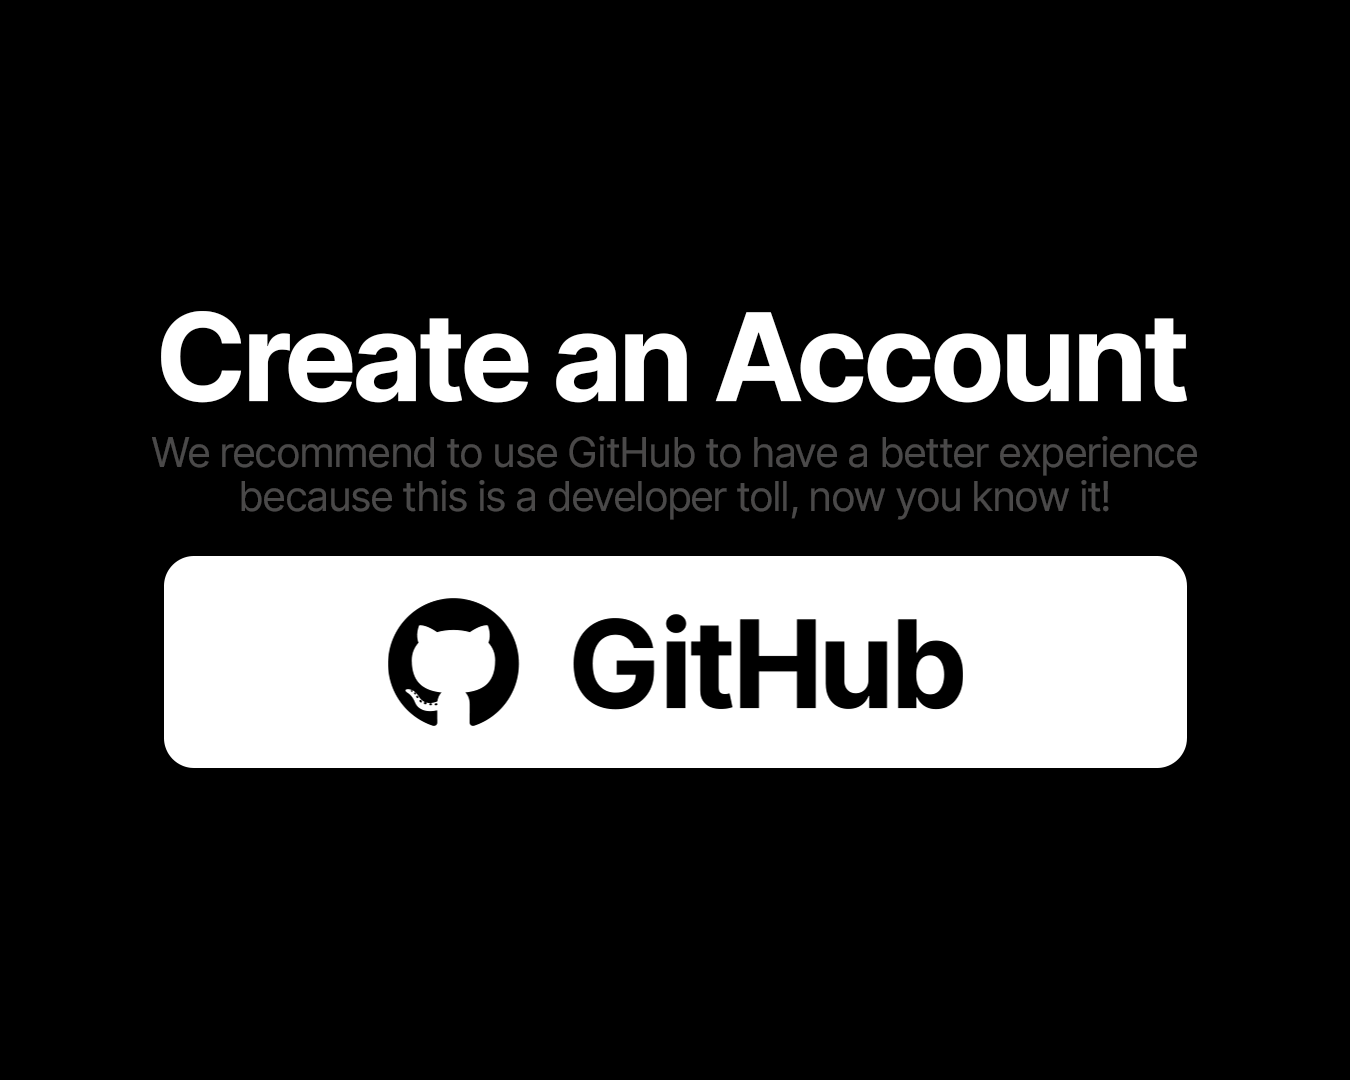 Create an Account
We recommend to use GitHub to have a better experience
because this is a developer toll, now you know it!
GitHub